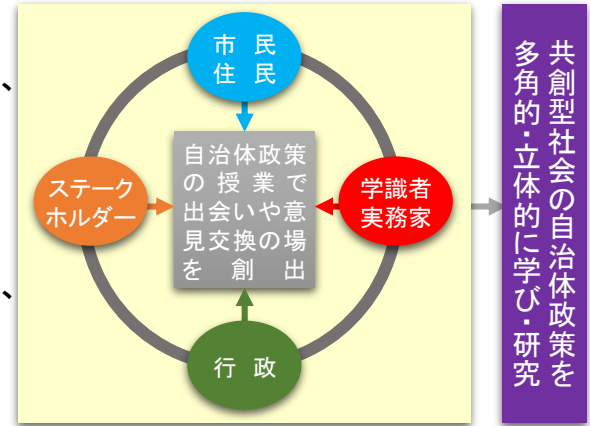 、
、
市 民
住 民
ステーク
ホルダー
自治体政策
の授業で
出会いや意
見交換の場
を創出
学識者
実務家
行 政
共創型社会の自治体政策を
多角的・立体的に学び・研究